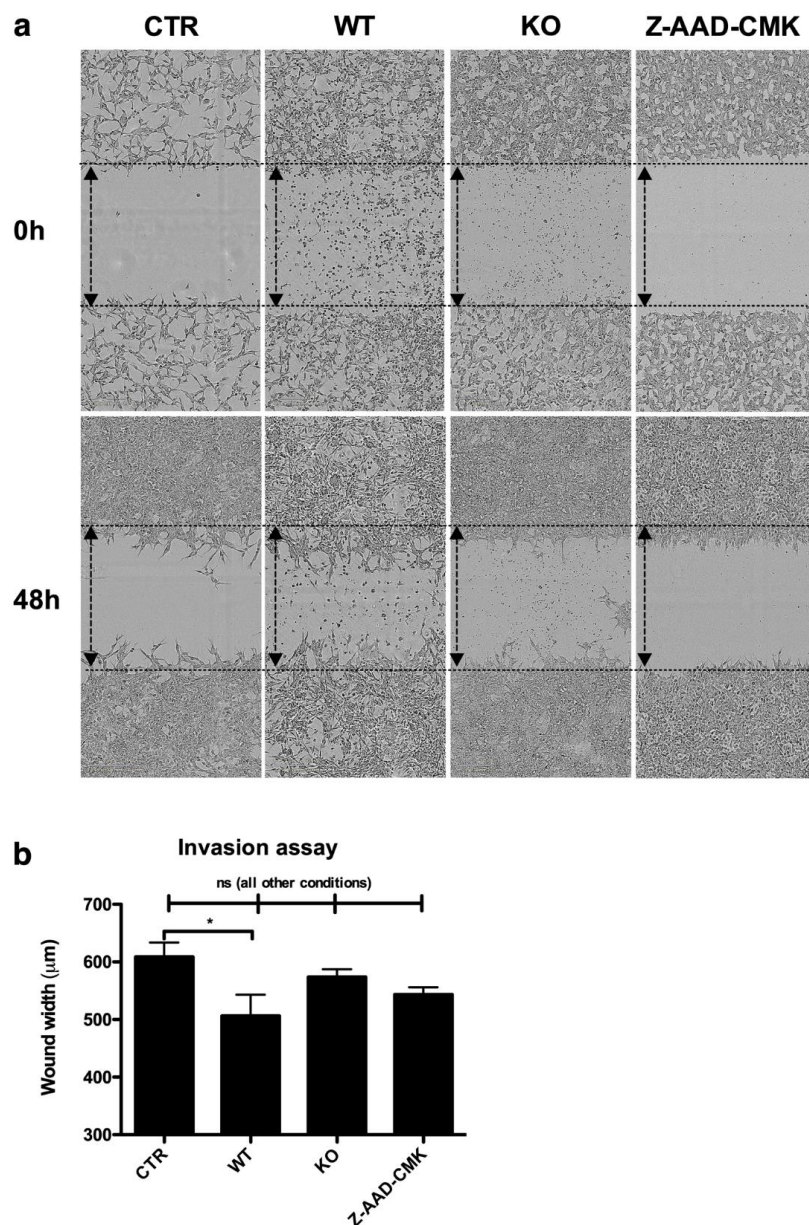 a
CTR WT KO Z-AAD-CMK
0h
48h
b
Invasion assay
ns (all other conditions)
*
700
600
500
400
300
Wound width (μm)
CTR WT KO Z-AAD-CMK